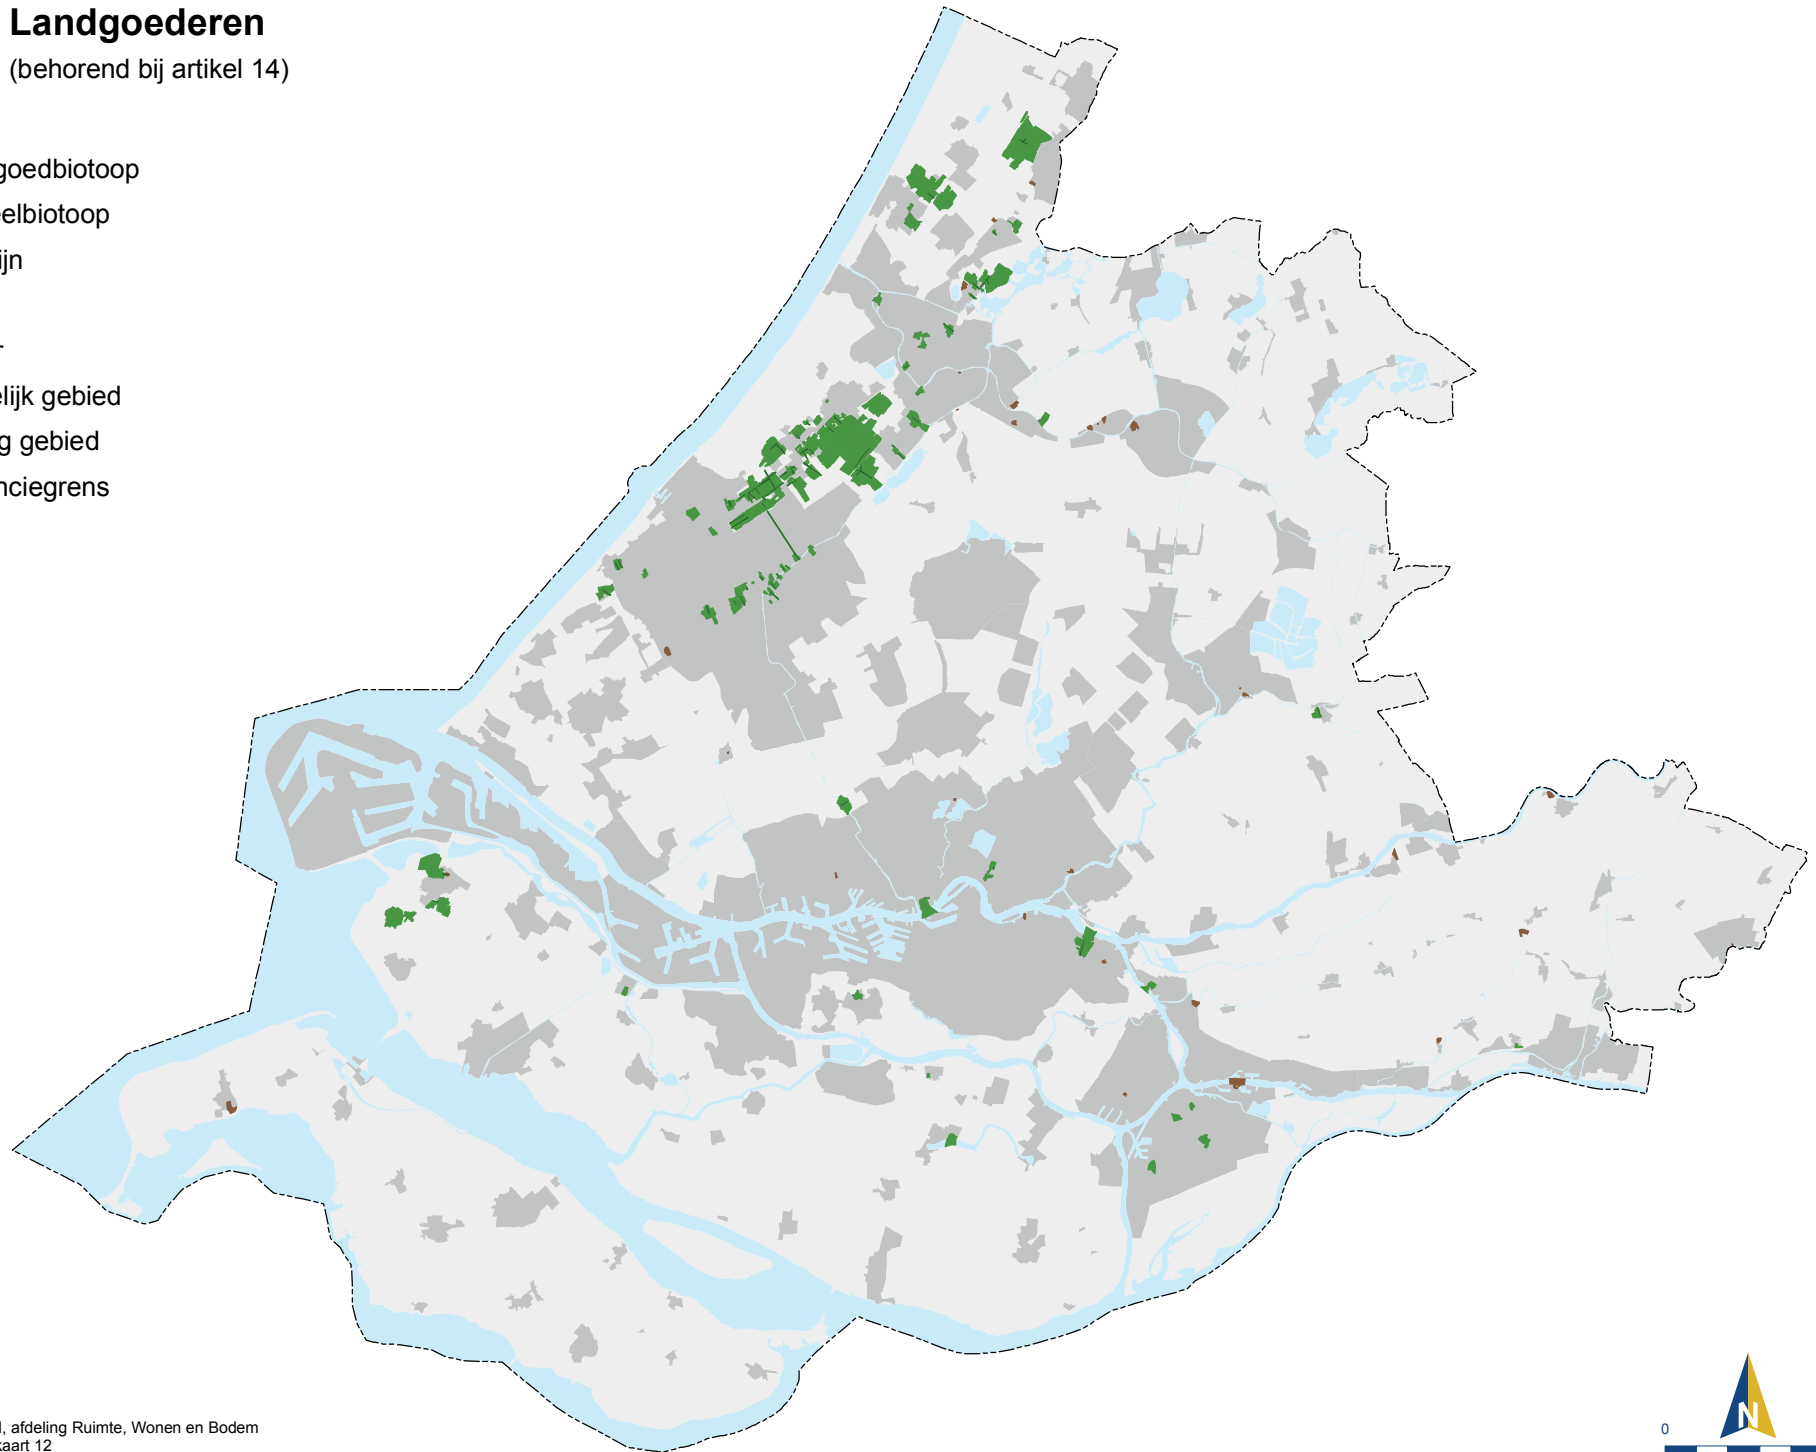 Landgoederen
(behorend bij artikel 14)
goedbiotoop
elbiotoop
ijn
r
elijk gebied
g gebied
nciegrens
, afdeling Ruimte, Wonen en Bodem
kaart 12
0
N